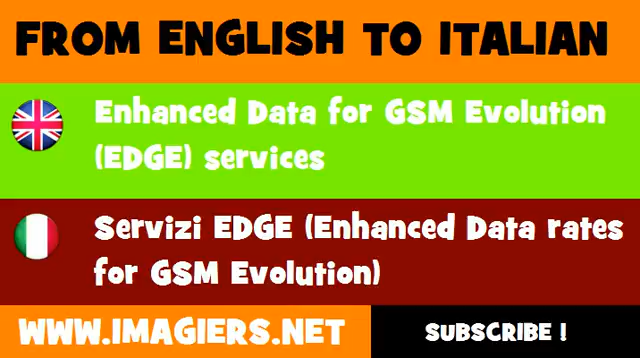 FROM ENGLISH TO ITALIAN
Enhanced Data for GSM Evolution
(EDGE) services
Servizi EDGE (Enhanced Data rates
for GSM Evolution)
WWW.IMAGIERS.NET
SUBSCRIBE !